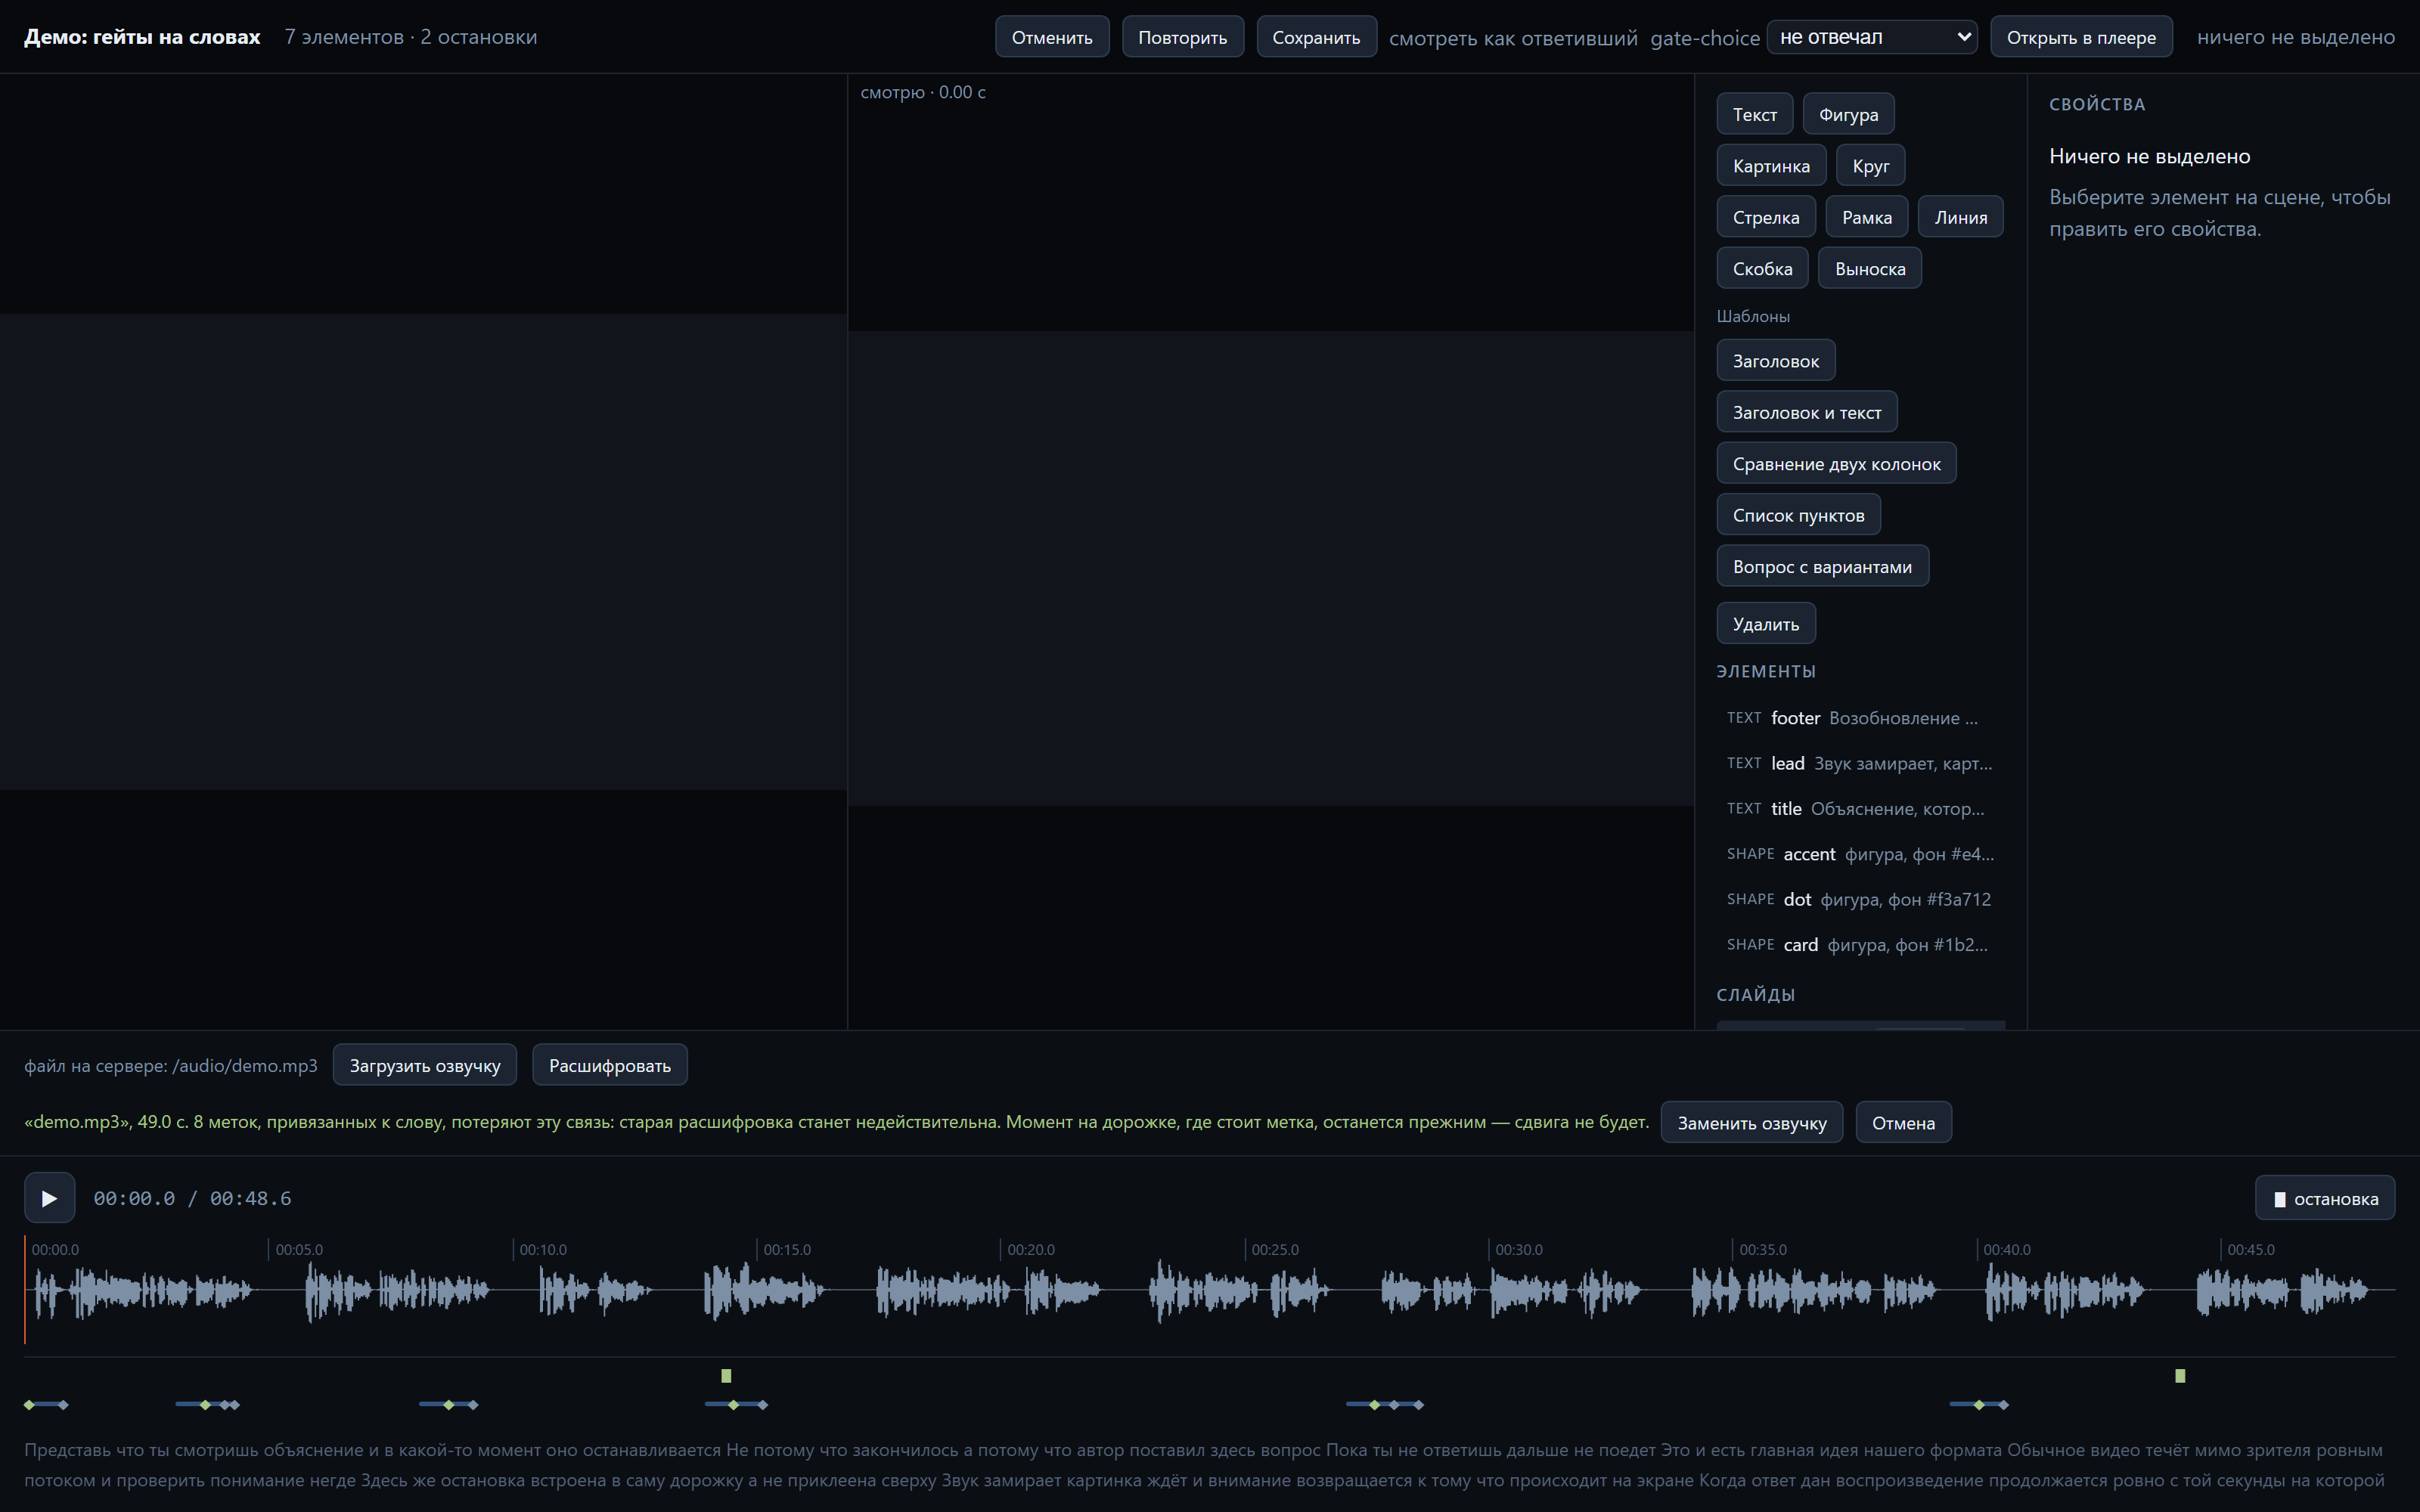 Демо: гейты на словах 7 элементов · 2 остановки Отменить Повторить Сохранить смотреть как ответивший gate-choice не отвечал Открыть в плеере ничего не выделено
смотрю · 0.00 с
Текст Фигура
Картинка Круг
Стрелка Рамка Линия
Скобка Выноска
Шаблоны
Заголовок
Заголовок и текст
Сравнение двух колонок
Список пунктов
Вопрос с вариантами
Удалить
ЭЛЕМЕНТЫ
TEXT footer Возобновление ...
TEXT lead Звук замирает, карт...
TEXT title Объяснение, котор...
SHAPE accent фигура, фон #e4...
SHAPE dot фигура, фон #f3a712
SHAPE card фигура, фон #1b2...
СЛАЙДЫ
СВОЙСТВА
Ничего не выделено
Выберите элемент на сцене, чтобы
править его свойства.
файл на сервере: /audio/demo.mp3 Загрузить озвучку Расшифровать
«demo.mp3», 49.0 с. 8 меток, привязанных к слову, потеряют эту связь: старая расшифровка станет недействительна. Момент на дорожке, где стоит метка, останется прежним — сдвига не будет. Заменить озвучку Отмена
00:00.0 / 00:48.6 остановка
00:00.0 00:05.0 00:10.0 00:15.0 00:20.0 00:25.0 00:30.0 00:35.0 00:40.0 00:45.0
Представь что ты смотришь объяснение и в какой-то момент оно останавливается Не потому что закончилось а потому что автор поставил здесь вопрос Пока ты не ответишь дальше не поедет Это и есть главная идея нашего формата Обычное видео течёт мимо зрителя ровным
потоком и проверить понимание негде Здесь же остановка встроена в саму дорожку а не приклеена сверху Звук замирает картинка ждёт и внимание возвращается к тому что происходит на экране Когда ответ дан воспроизведение продолжается ровно с той секунды на которой